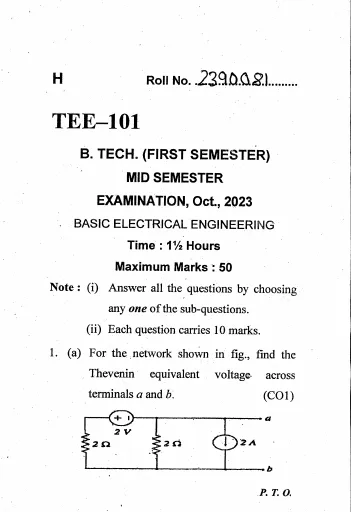 H Roll No. 2390081
TEE–101
B. TECH. (FIRST SEMESTER)
MID SEMESTER
EXAMINATION, Oct., 2023
BASIC ELECTRICAL ENGINEERING
Time : 1½ Hours
Maximum Marks : 50
Note : (i) Answer all the questions by choosing
any one of the sub-questions.
(ii) Each question carries 10 marks.
1. (a) For the network shown in fig., find the
Thevenin equivalent voltage across
terminals a and b. (CO1)
+ a
2 V
2 Ω 2 Ω 2 A
b
P. T. O.